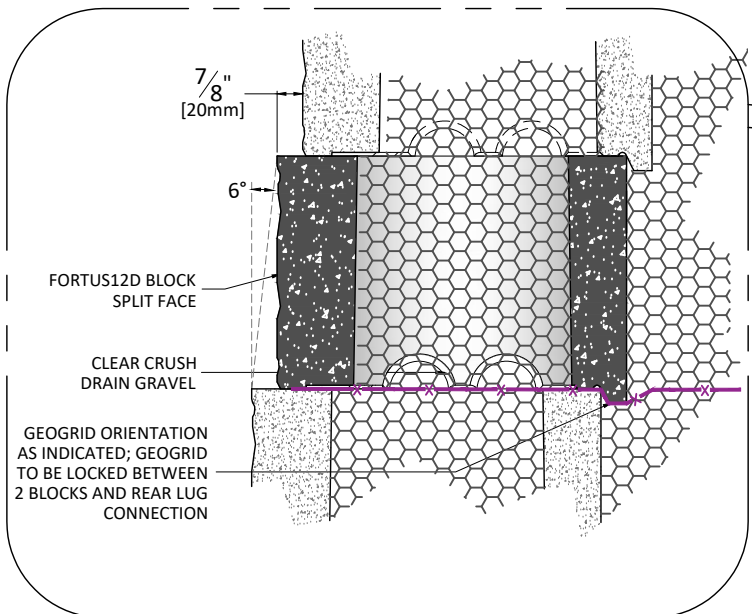 7/8"
[20mm]
6°
FORTUS12D BLOCK
SPLIT FACE
CLEAR CRUSH
DRAIN GRAVEL
GEOGRID ORIENTATION
AS INDICATED; GEOGRID
TO BE LOCKED BETWEEN
2 BLOCKS AND REAR LUG
CONNECTION